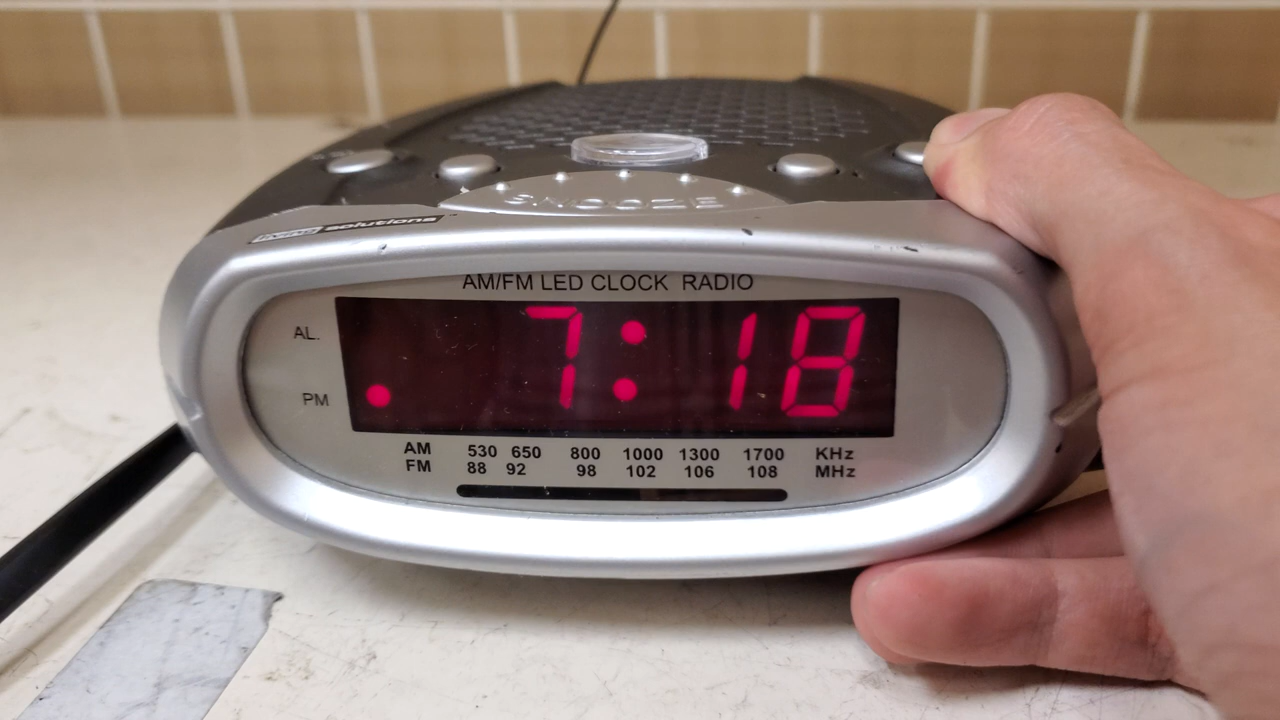 SNOOZE
living solutions
AM/FM LED CLOCK RADIO
AL.
7:18
PM
AM 530 650 800 1000 1300 1700 KHz
FM 88 92 98 102 106 108 MHz